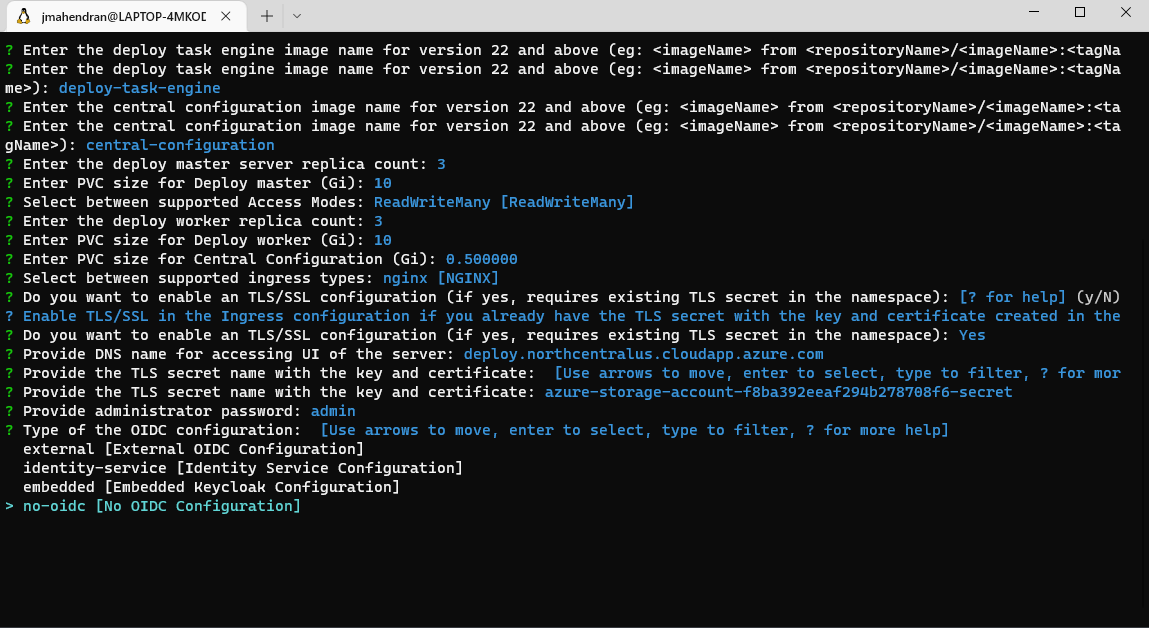 jmahendran@LAPTOP-4MKOD
? Enter the deploy task engine image name for version 22 and above (eg: <imageName> from <repositoryName>/<imageName>:<tagNa
? Enter the deploy task engine image name for version 22 and above (eg: <imageName> from <repositoryName>/<imageName>:<tagNa
me>): deploy-task-engine
? Enter the central configuration image name for version 22 and above (eg: <imageName> from <repositoryName>/<imageName>:<ta
? Enter the central configuration image name for version 22 and above (eg: <imageName> from <repositoryName>/<imageName>:<ta
gName>): central-configuration
? Enter the deploy master server replica count: 3
? Enter PVC size for Deploy master (Gi): 10
? Select between supported Access Modes: ReadWriteMany [ReadWriteMany]
? Enter the deploy worker replica count: 3
? Enter PVC size for Deploy worker (Gi): 10
? Enter PVC size for Central Configuration (Gi): 0.500000
? Select between supported ingress types: nginx [NGINX]
? Do you want to enable an TLS/SSL configuration (if yes, requires existing TLS secret in the namespace): [? for help] (y/N)
? Enable TLS/SSL in the Ingress configuration if you already have the TLS secret with the key and certificate created in the
? Do you want to enable an TLS/SSL configuration (if yes, requires existing TLS secret in the namespace): Yes
? Provide DNS name for accessing UI of the server: deploy.northcentralus.cloudapp.azure.com
? Provide the TLS secret name with the key and certificate:  [Use arrows to move, enter to select, type to filter, ? for mor
? Provide the TLS secret name with the key and certificate: azure-storage-account-f8ba392eeaf294b278708f6-secret
? Provide administrator password: admin
? Type of the OIDC configuration:  [Use arrows to move, enter to select, type to filter, ? for more help]
  external [External OIDC Configuration]
  identity-service [Identity Service Configuration]
  embedded [Embedded Keycloak Configuration]
> no-oidc [No OIDC Configuration]